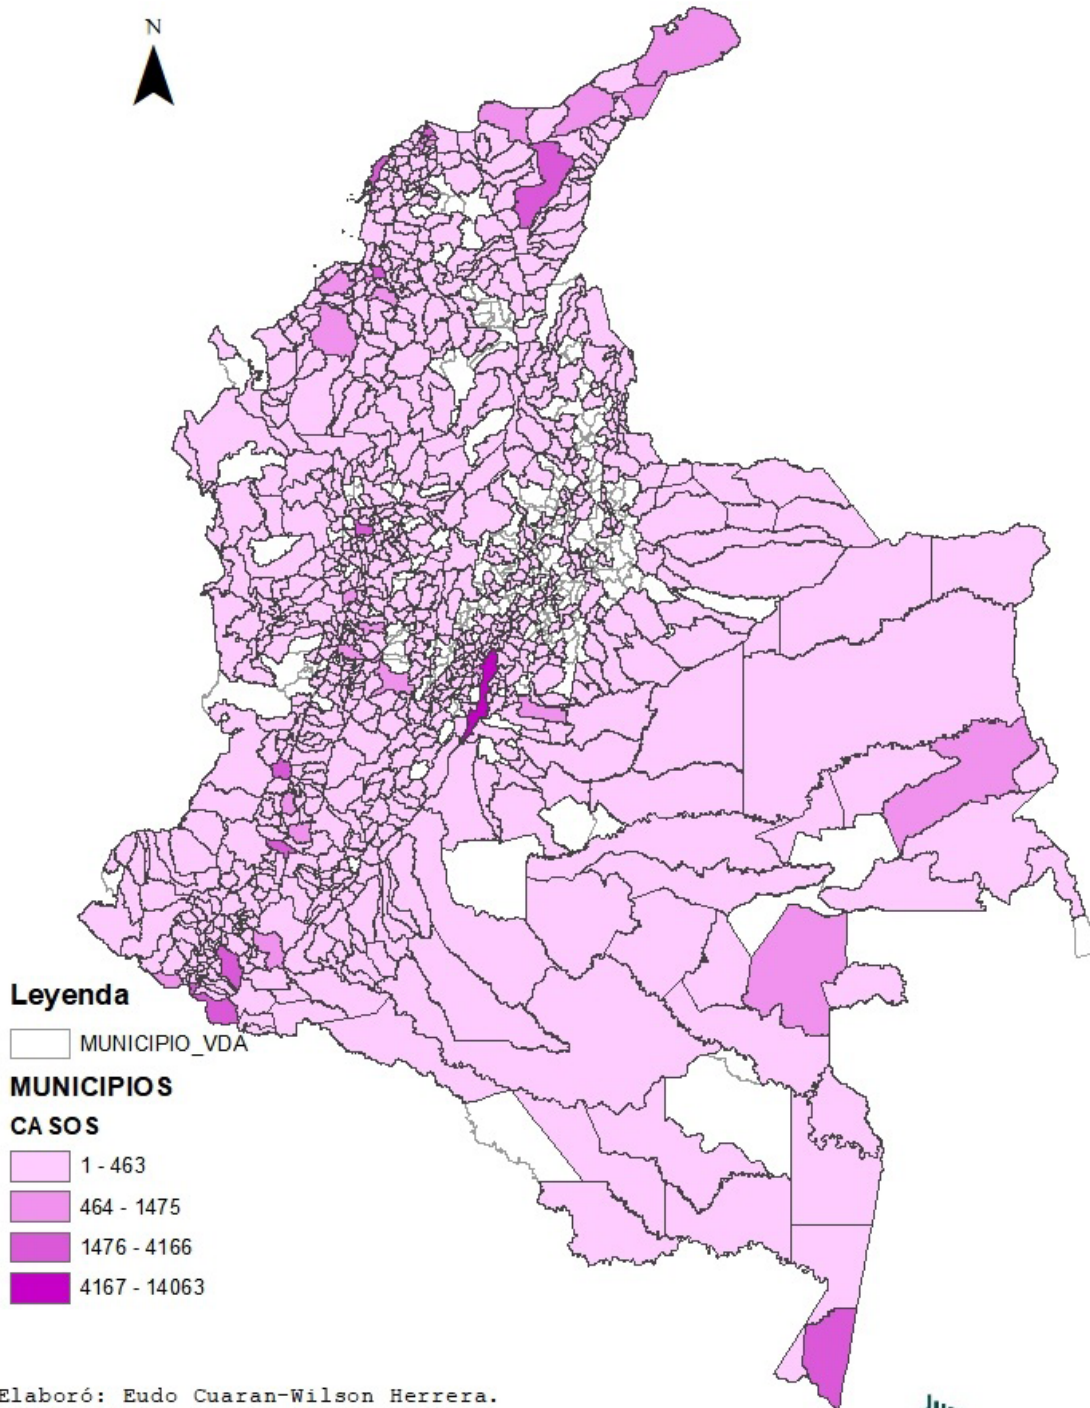 N
Leyenda
MUNICIPIO_VDA
MUNICIPIOS
CASOS
1 - 463
464 - 1475
1476 - 4166
4167 - 14063
Elaboró: Eudo Cuaran-Wilson Herrera.